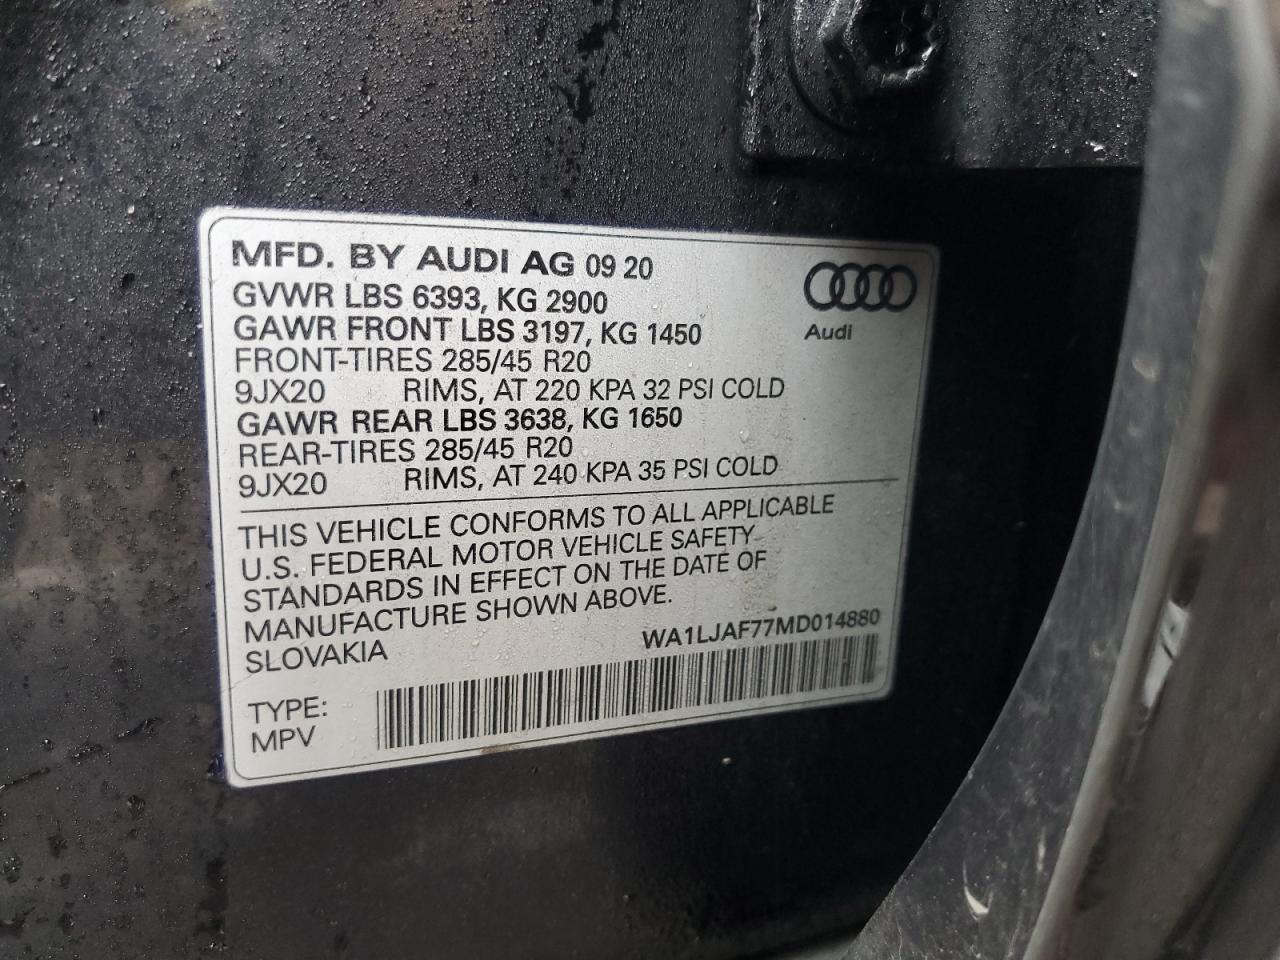 MFD. BY AUDI AG 09 20
GVWR LBS 6393, KG 2900
GAWR FRONT LBS 3197, KG 1450
FRONT-TIRES 285/45 R20
9JX20 RIMS, AT 220 KPA 32 PSI COLD
GAWR REAR LBS 3638, KG 1650
REAR-TIRES 285/45 R20
9JX20 RIMS, AT 240 KPA 35 PSI COLD
Audi
THIS VEHICLE CONFORMS TO ALL APPLICABLE
U.S. FEDERAL MOTOR VEHICLE SAFETY
STANDARDS IN EFFECT ON THE DATE OF
MANUFACTURE SHOWN ABOVE.
SLOVAKIA
WA1LJAF77MD014880
TYPE:
MPV